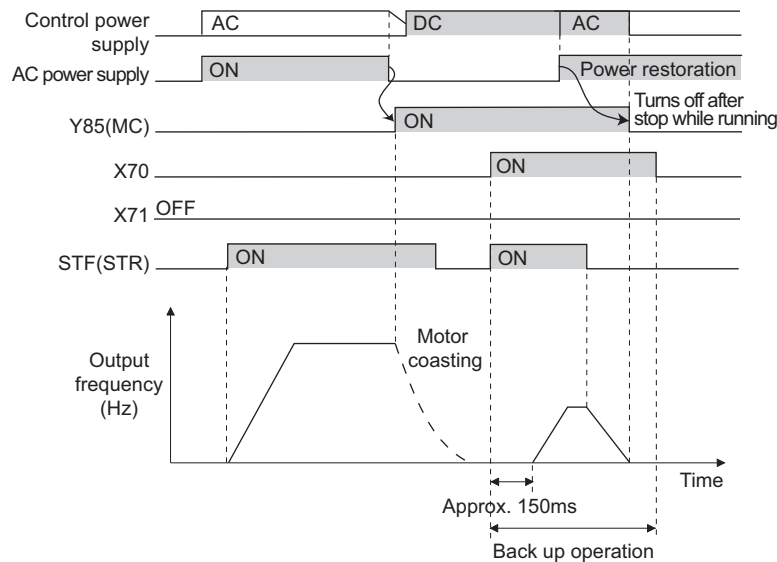 Control power
supply
AC
DC
AC
AC power supply
ON
Power restoration
Y85(MC)
ON
Turns off after
stop while running
X70
ON
X71
OFF
STF(STR)
ON
ON
Output
frequency
(Hz)
Motor
coasting
Time
Approx. 150ms
Back up operation